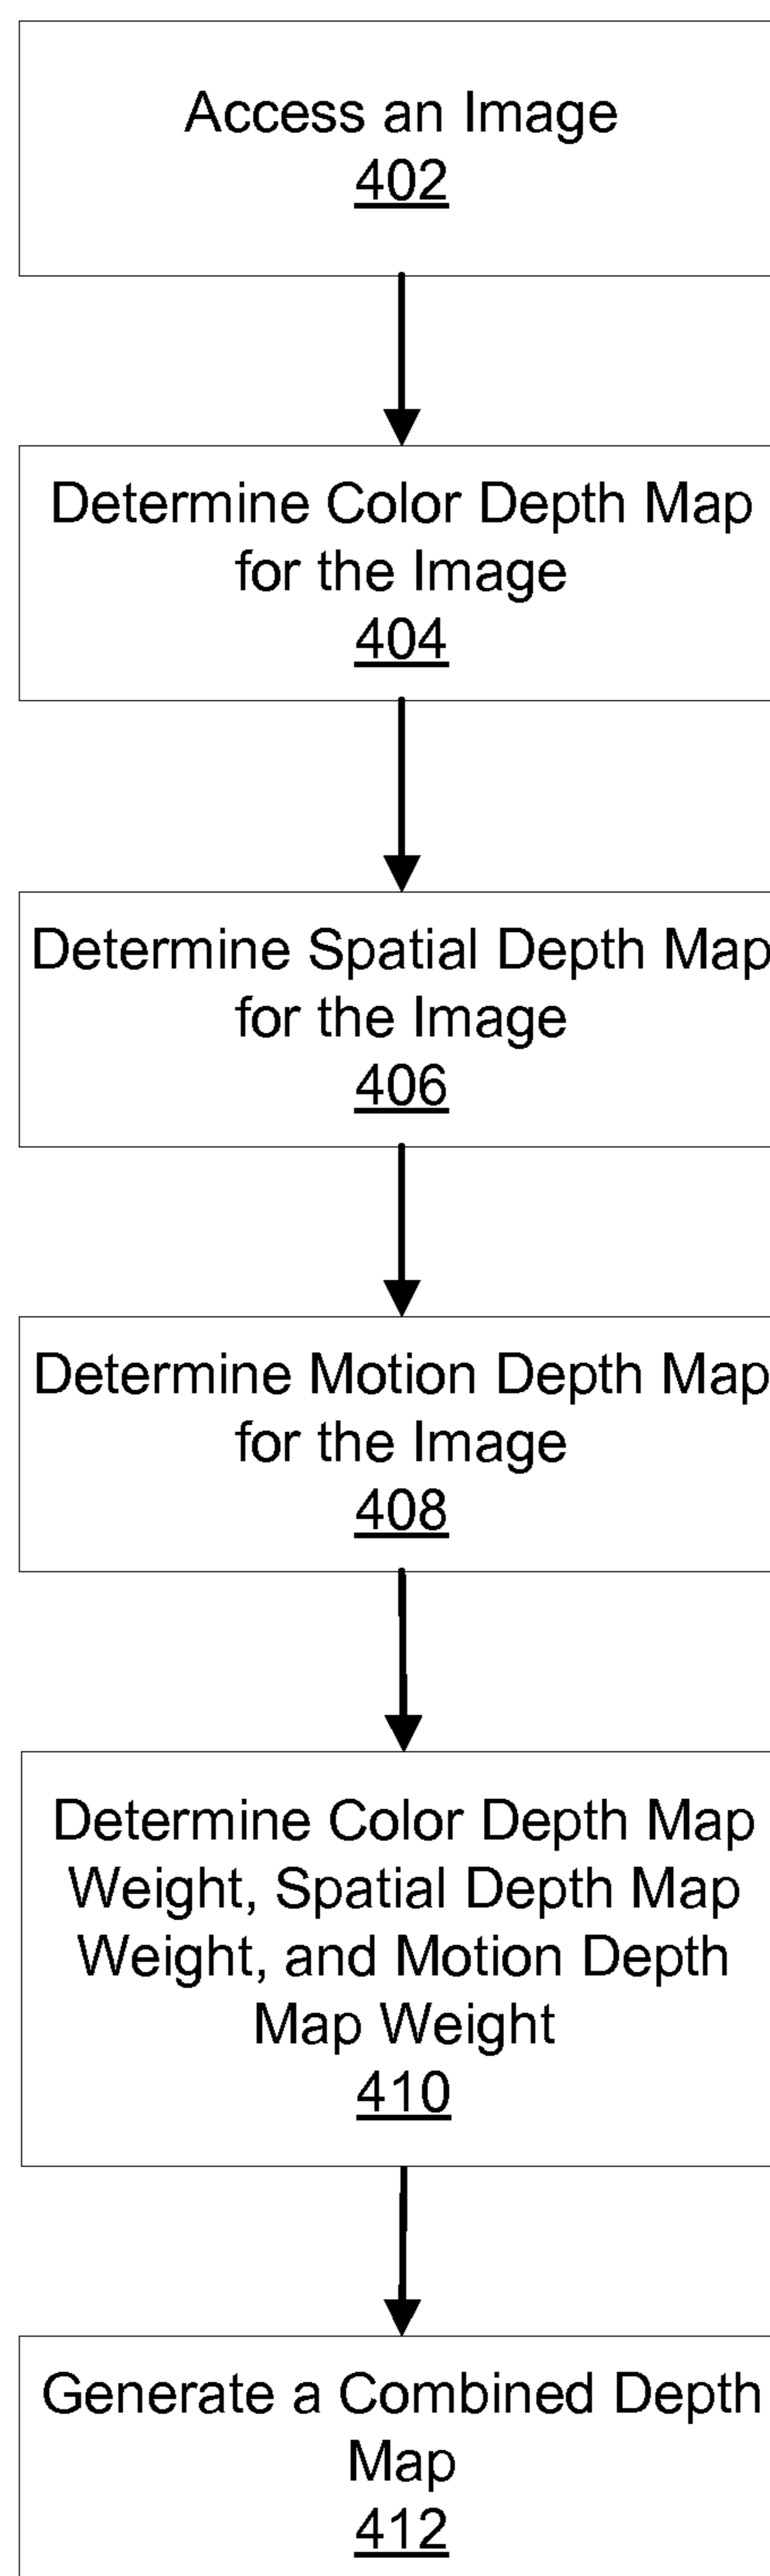 Access an Image
402
Determine Color Depth Map
for the Image
404
Determine Spatial Depth Map
for the Image
406
Determine Motion Depth Map
for the Image
408
Determine Color Depth Map
Weight, Spatial Depth Map
Weight, and Motion Depth
Map Weight
410
Generate a Combined Depth
Map
412